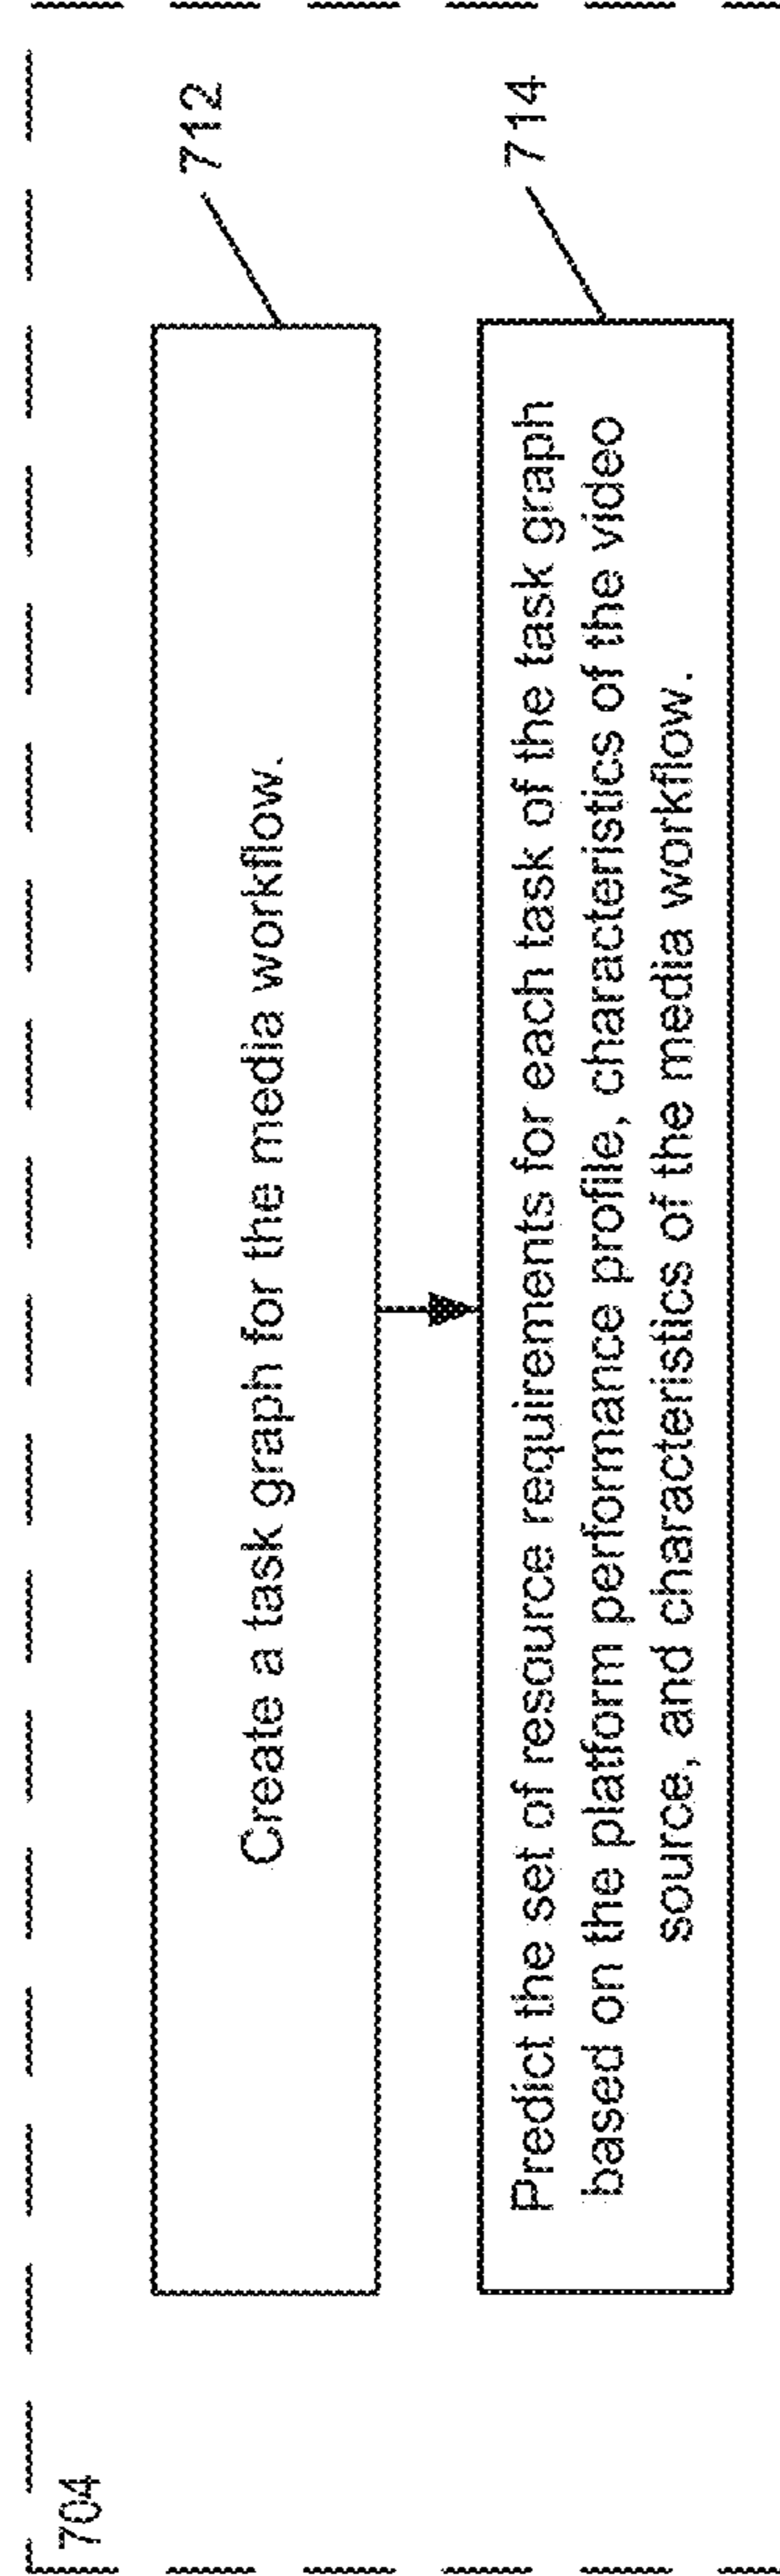 704
712
Create a task graph for the media workflow.
714
Predict the set of resource requirements for each task of the task graph
based on the platform performance profile, characteristics of the video
source, and characteristics of the media workflow.